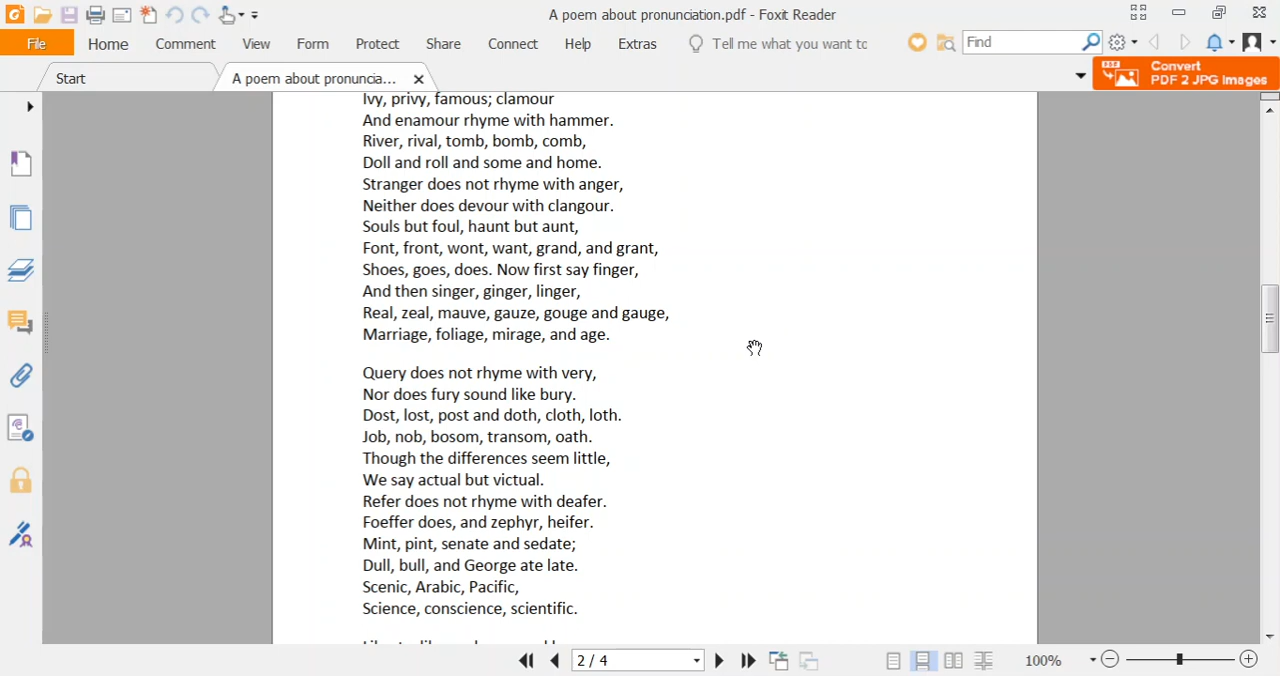 A poem about pronunciation.pdf - Foxit Reader
File Home Comment View Form Protect Share Connect Help Extras Tell me what you want to Find
Start
A poem about pronuncia...
Convert
PDF 2 JPG Images
Ivy, privy, famous; clamour
And enamour rhyme with hammer.
River, rival, tomb, bomb, comb,
Doll and roll and some and home.
Stranger does not rhyme with anger,
Neither does devour with clangour.
Souls but foul, haunt but aunt,
Font, front, wont, want, grand, and grant,
Shoes, goes, does. Now first say finger,
And then singer, ginger, linger,
Real, zeal, mauve, gauze, gouge and gauge,
Marriage, foliage, mirage, and age.
Query does not rhyme with very,
Nor does fury sound like bury.
Dost, lost, post and doth, cloth, loth.
Job, nob, bosom, transom, oath.
Though the differences seem little,
We say actual but victual.
Refer does not rhyme with deafer.
Foeffer does, and zephyr, heifer.
Mint, pint, senate and sedate;
Dull, bull, and George ate late.
Scenic, Arabic, Pacific,
Science, conscience, scientific.
2 / 4
100%